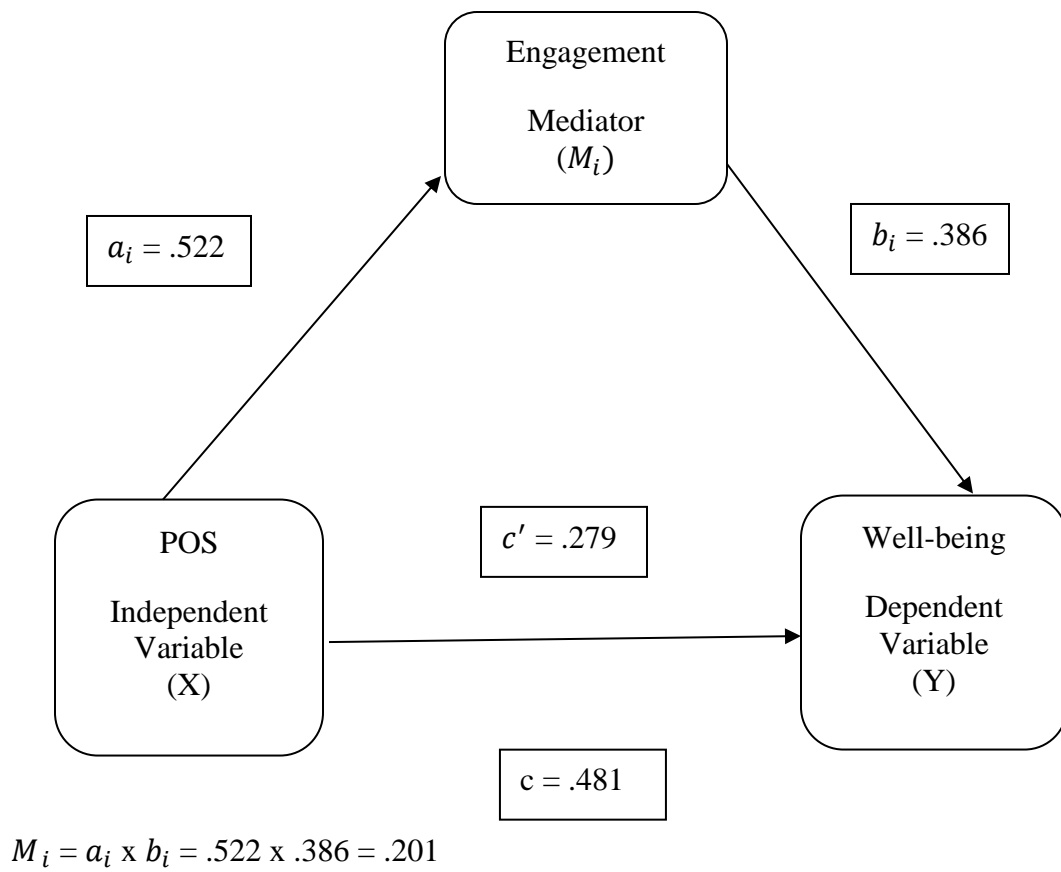 Engagement
Mediator
(𝑀ᵢ)
𝑎ᵢ = .522
𝑏ᵢ = .386
POS
Independent
Variable
(X)
𝑐′ = .279
Well-being
Dependent
Variable
(Y)
c = .481
𝑀ᵢ = 𝑎ᵢ x 𝑏ᵢ = .522 x .386 = .201